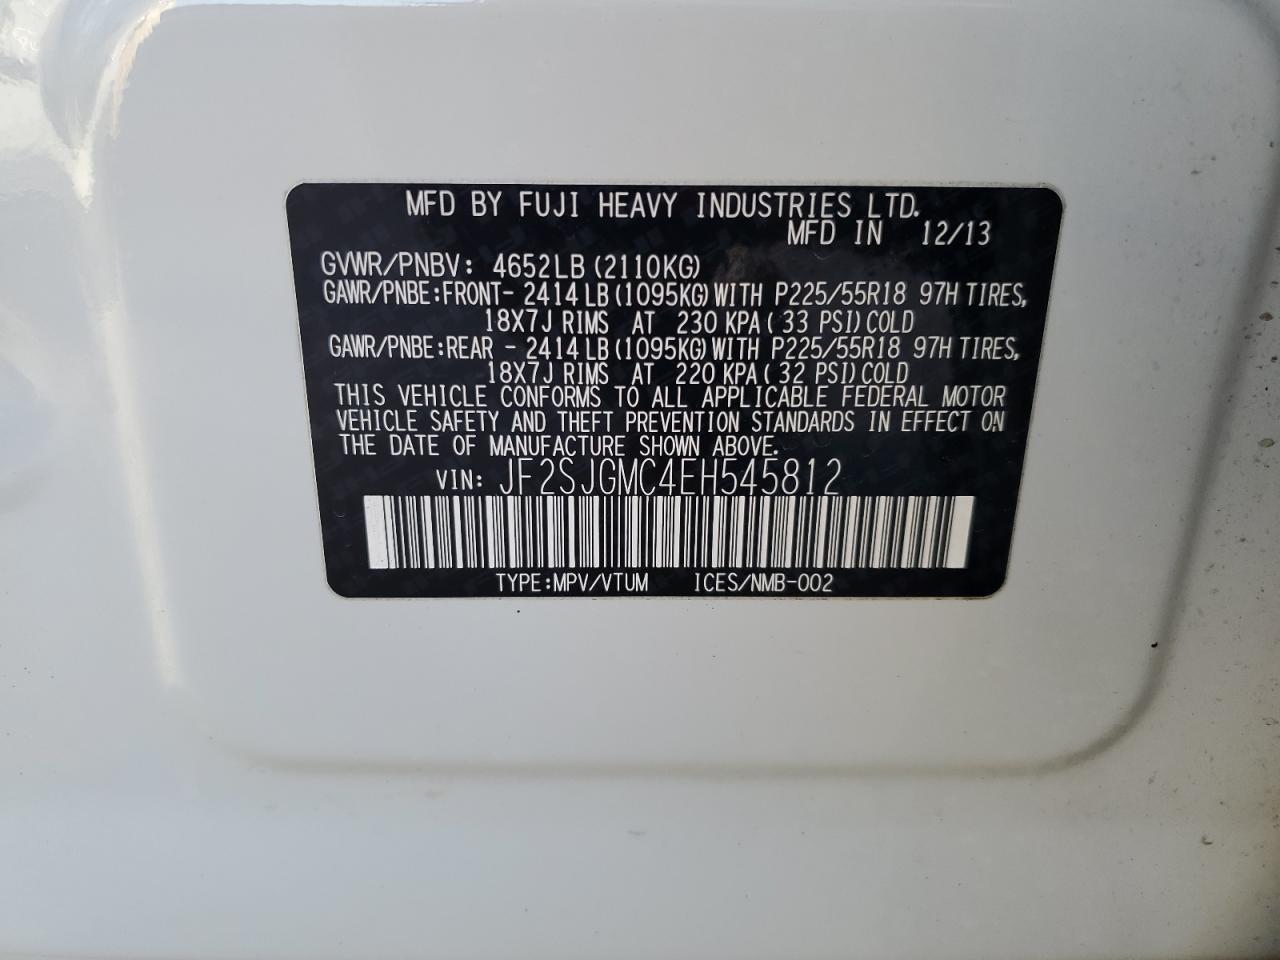 MFD BY FUJI HEAVY INDUSTRIES LTD.
MFD IN 12/13
GVWR/PNBV: 4652LB (2110KG)
GAWR/PNBE:FRONT- 2414 LB (1095KG) WITH P225/55R18 97H TIRES,
18X7J RIMS AT 230 KPA ( 33 PSI) COLD
GAWR/PNBE:REAR - 2414 LB (1095KG) WITH P225/55R18 97H TIRES,
18X7J RIMS AT 220 KPA ( 32 PSI) COLD
THIS VEHICLE CONFORMS TO ALL APPLICABLE FEDERAL MOTOR
VEHICLE SAFETY AND THEFT PREVENTION STANDARDS IN EFFECT ON
THE DATE OF MANUFACTURE SHOWN ABOVE.
VIN: JF2SJGMC4EH545812
TYPE:MPV/VTUM ICES/NMB-002